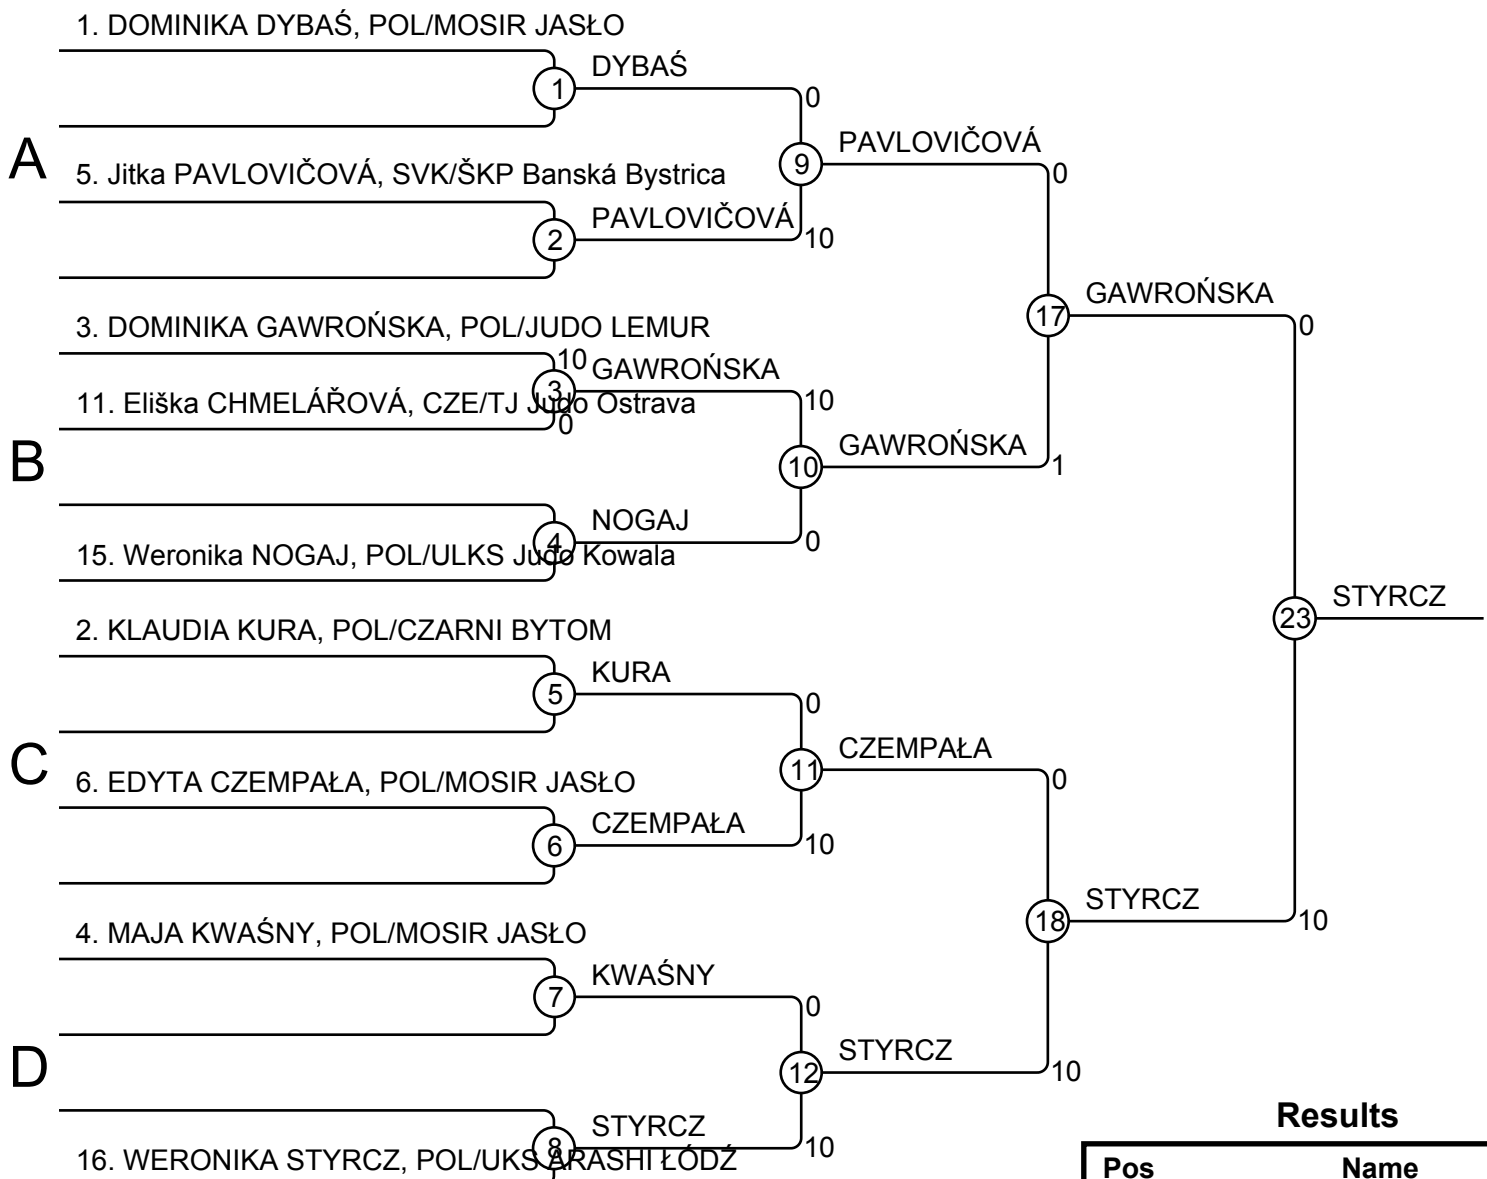 1. DOMINIKA DYBAŚ, POL/MOSIR JASŁO
DYBAŚ
1
0
A
PAVLOVIČOVÁ
9
0
5. Jitka PAVLOVIČOVÁ, SVK/ŠKP Banská Bystrica
PAVLOVIČOVÁ
2
10
GAWROŃSKA
17
0
3. DOMINIKA GAWROŃSKA, POL/JUDO LEMUR
10
GAWROŃSKA
3
10
11. Eliška CHMELÁŘOVÁ, CZE/TJ Judo Ostrava
0
B
GAWROŃSKA
10
1
NOGAJ
4
0
15. Weronika NOGAJ, POL/ULKS Judo Kowala
STYRCZ
23
2. KLAUDIA KURA, POL/CZARNI BYTOM
KURA
5
0
C
CZEMPAŁA
11
0
6. EDYTA CZEMPAŁA, POL/MOSIR JASŁO
CZEMPAŁA
6
10
STYRCZ
18
10
4. MAJA KWAŚNY, POL/MOSIR JASŁO
KWAŚNY
7
0
D
STYRCZ
12
10
STYRCZ
8
10
16. WERONIKA STYRCZ, POL/UKS ARASHI ŁÓDŹ
Results
Pos Name